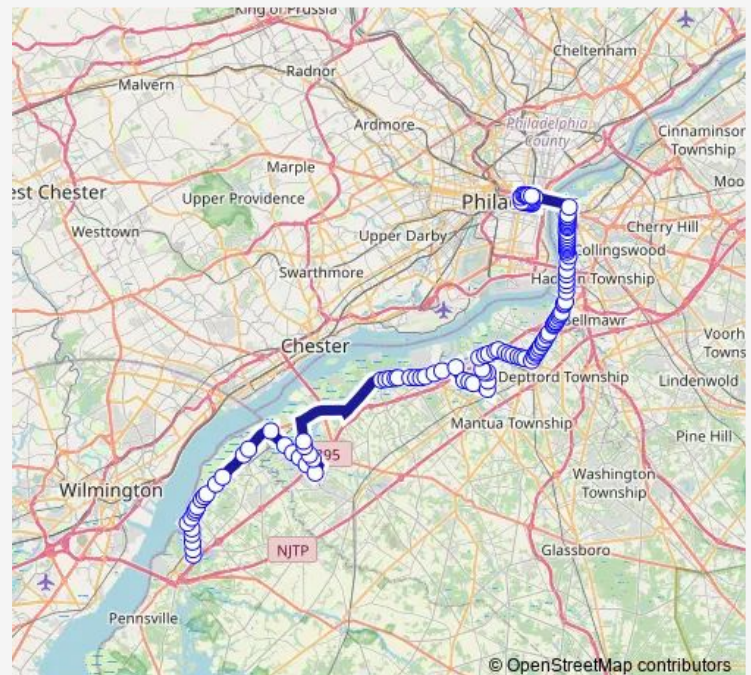 King of Prussia
Cheltenham
Radnor
Malvern
Ardmore
Philadelphia
County
Cinnaminson
Township
Marple
est Chester
Upper Providence
Phila
Moo
Westtown
Upper Darby
Cherry Hill
Collingswood
Swarthmore
Haddon Township
Bellmawr
Chester
Voorh
Towns
Deptford Township
Lindenwold
Mantua Township
Pine Hill
295
Wilmington
Washington
Township
NJTP
Glassboro
Pennsville
© OpenStreetMap contributors